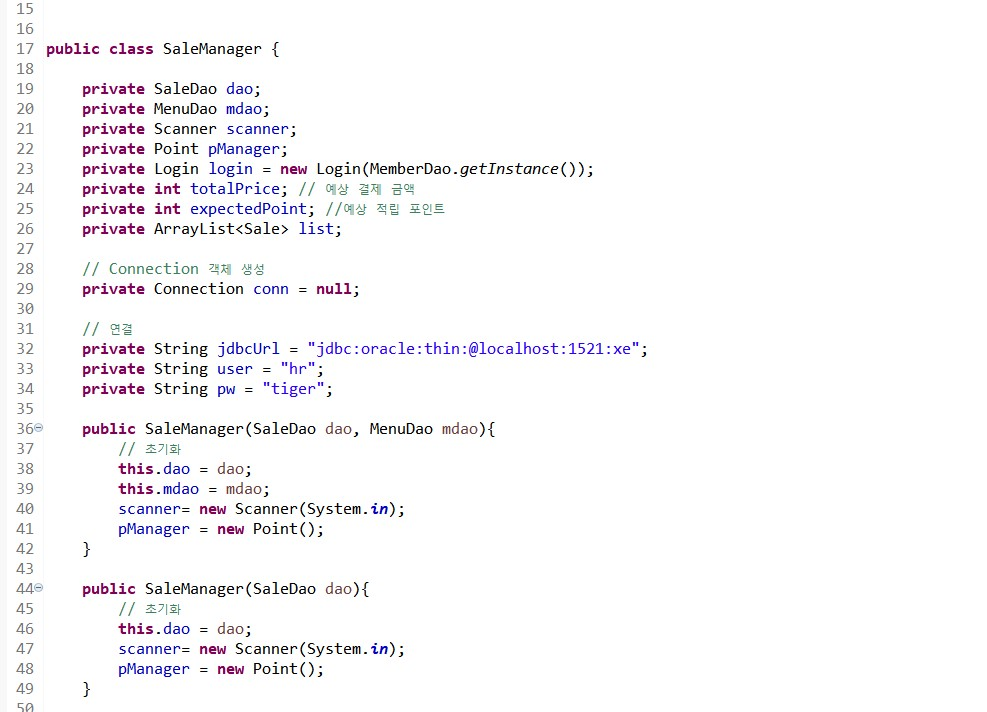 15
16
17 public class SaleManager {
18
19 private SaleDao dao;
20 private MenuDao mdao;
21 private Scanner scanner;
22 private Point pManager;
23 private Login login = new Login(MemberDao.getInstance());
24 private int totalPrice; // 예상 결제 금액
25 private int expectedPoint; //예상 적립 포인트
26 private ArrayList<Sale> list;
27
28 // Connection 객체 생성
29 private Connection conn = null;
30
31 // 연결
32 private String jdbcUrl = "jdbc:oracle:thin:@localhost:1521:xe";
33 private String user = "hr";
34 private String pw = "tiger";
35
36 public SaleManager(SaleDao dao, MenuDao mdao){
37 // 초기화
38 this.dao = dao;
39 this.mdao = mdao;
40 scanner= new Scanner(System.in);
41 pManager = new Point();
42 }
43
44 public SaleManager(SaleDao dao){
45 // 초기화
46 this.dao = dao;
47 scanner= new Scanner(System.in);
48 pManager = new Point();
49 }
50